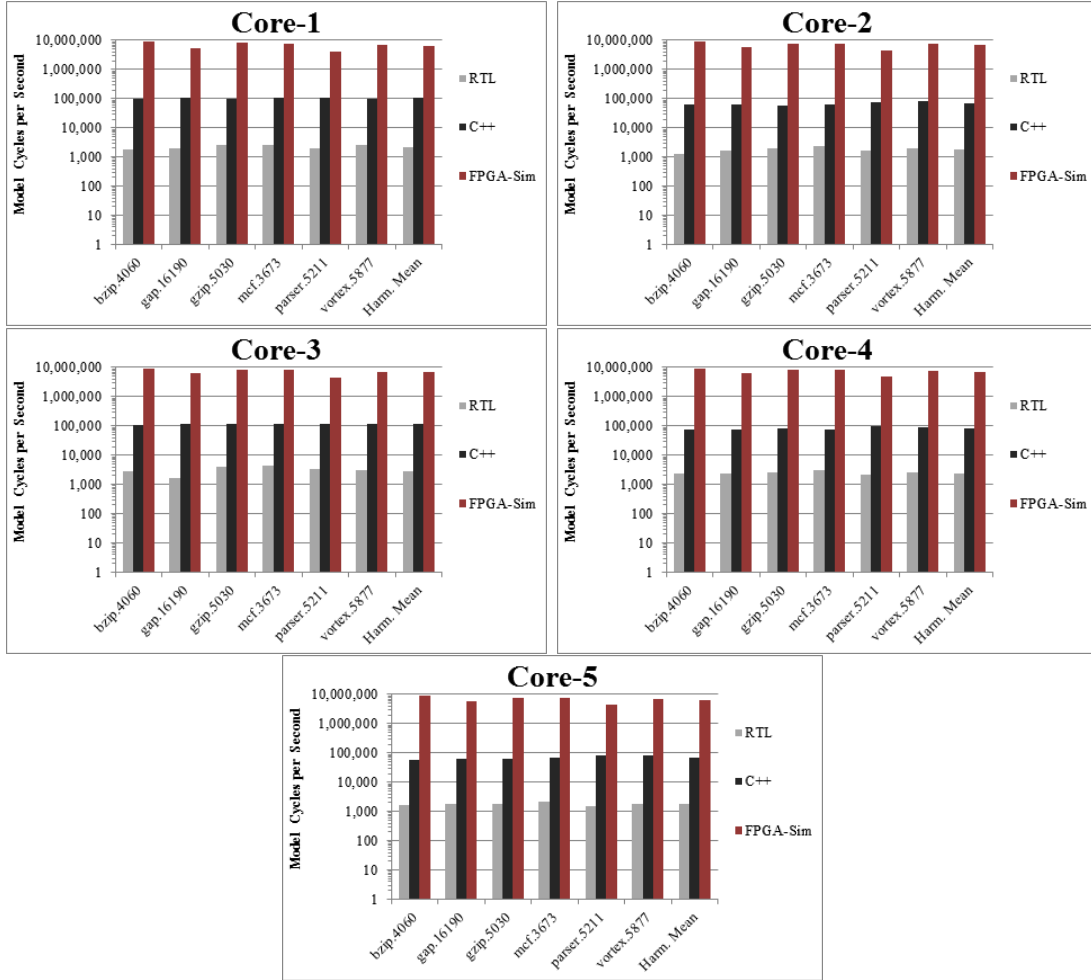 Core-1
Model Cycles per Second
10,000,000
1,000,000
100,000
10,000
1,000
100
10
1
bzip.4060
gap.16190
gzip.5030
mcf.3673
parser.5211
vortex.5877
Harm. Mean
RTL
C++
FPGA-Sim
Core-2
Model Cycles per Second
10,000,000
1,000,000
100,000
10,000
1,000
100
10
1
bzip.4060
gap.16190
gzip.5030
mcf.3673
parser.5211
vortex.5877
Harm. Mean
RTL
C++
FPGA-Sim
Core-3
Model Cycles per Second
10,000,000
1,000,000
100,000
10,000
1,000
100
10
1
bzip.4060
gap.16190
gzip.5030
mcf.3673
parser.5211
vortex.5877
Harm. Mean
RTL
C++
FPGA-Sim
Core-4
Model Cycles per Second
10,000,000
1,000,000
100,000
10,000
1,000
100
10
1
bzip.4060
gap.16190
gzip.5030
mcf.3673
parser.5211
vortex.5877
Harm. Mean
RTL
C++
FPGA-Sim
Core-5
Model Cycles per Second
10,000,000
1,000,000
100,000
10,000
1,000
100
10
1
bzip.4060
gap.16190
gzip.5030
mcf.3673
parser.5211
vortex.5877
Harm. Mean
RTL
C++
FPGA-Sim